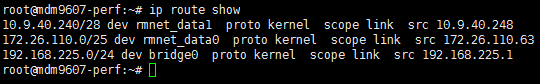 root@mdm9607-perf:~# ip route show
10.9.40.240/28 dev rmnet_data1  proto kernel  scope link  src 10.9.40.248
172.26.110.0/25 dev rmnet_data0  proto kernel  scope link  src 172.26.110.63
192.168.225.0/24 dev bridge0  proto kernel  scope link  src 192.168.225.1
root@mdm9607-perf:~#